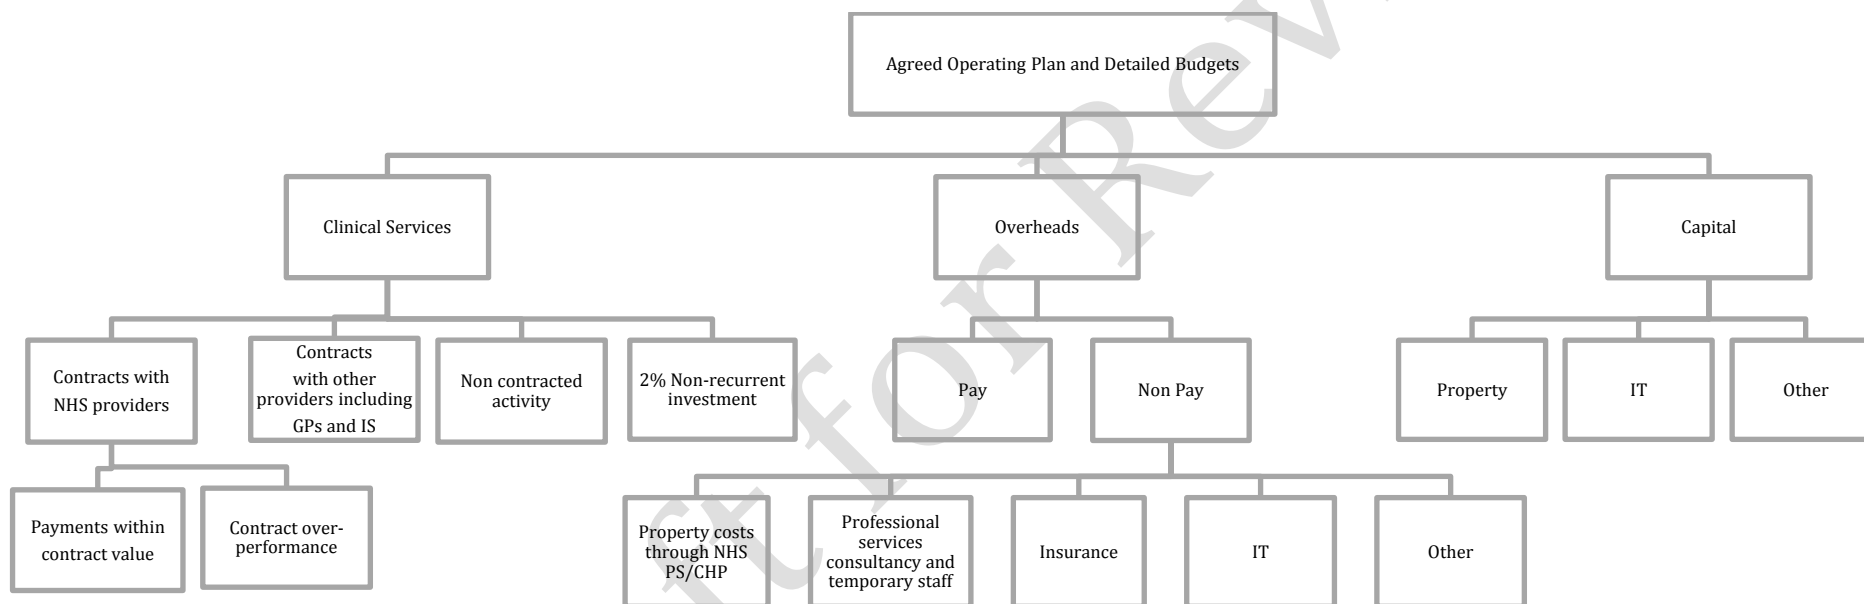 Agreed Operating Plan and Detailed Budgets
Clinical Services
Overheads
Capital
Contracts with
NHS providers
Contracts
with other
providers including
GPs and IS
Non contracted
activity
2% Non-recurrent
investment
Pay
Non Pay
Property
IT
Other
Payments within
contract value
Contract over-
performance
Property costs
through NHS
PS/CHP
Professional
services
consultancy and
temporary staff
Insurance
IT
Other
ft for Rev